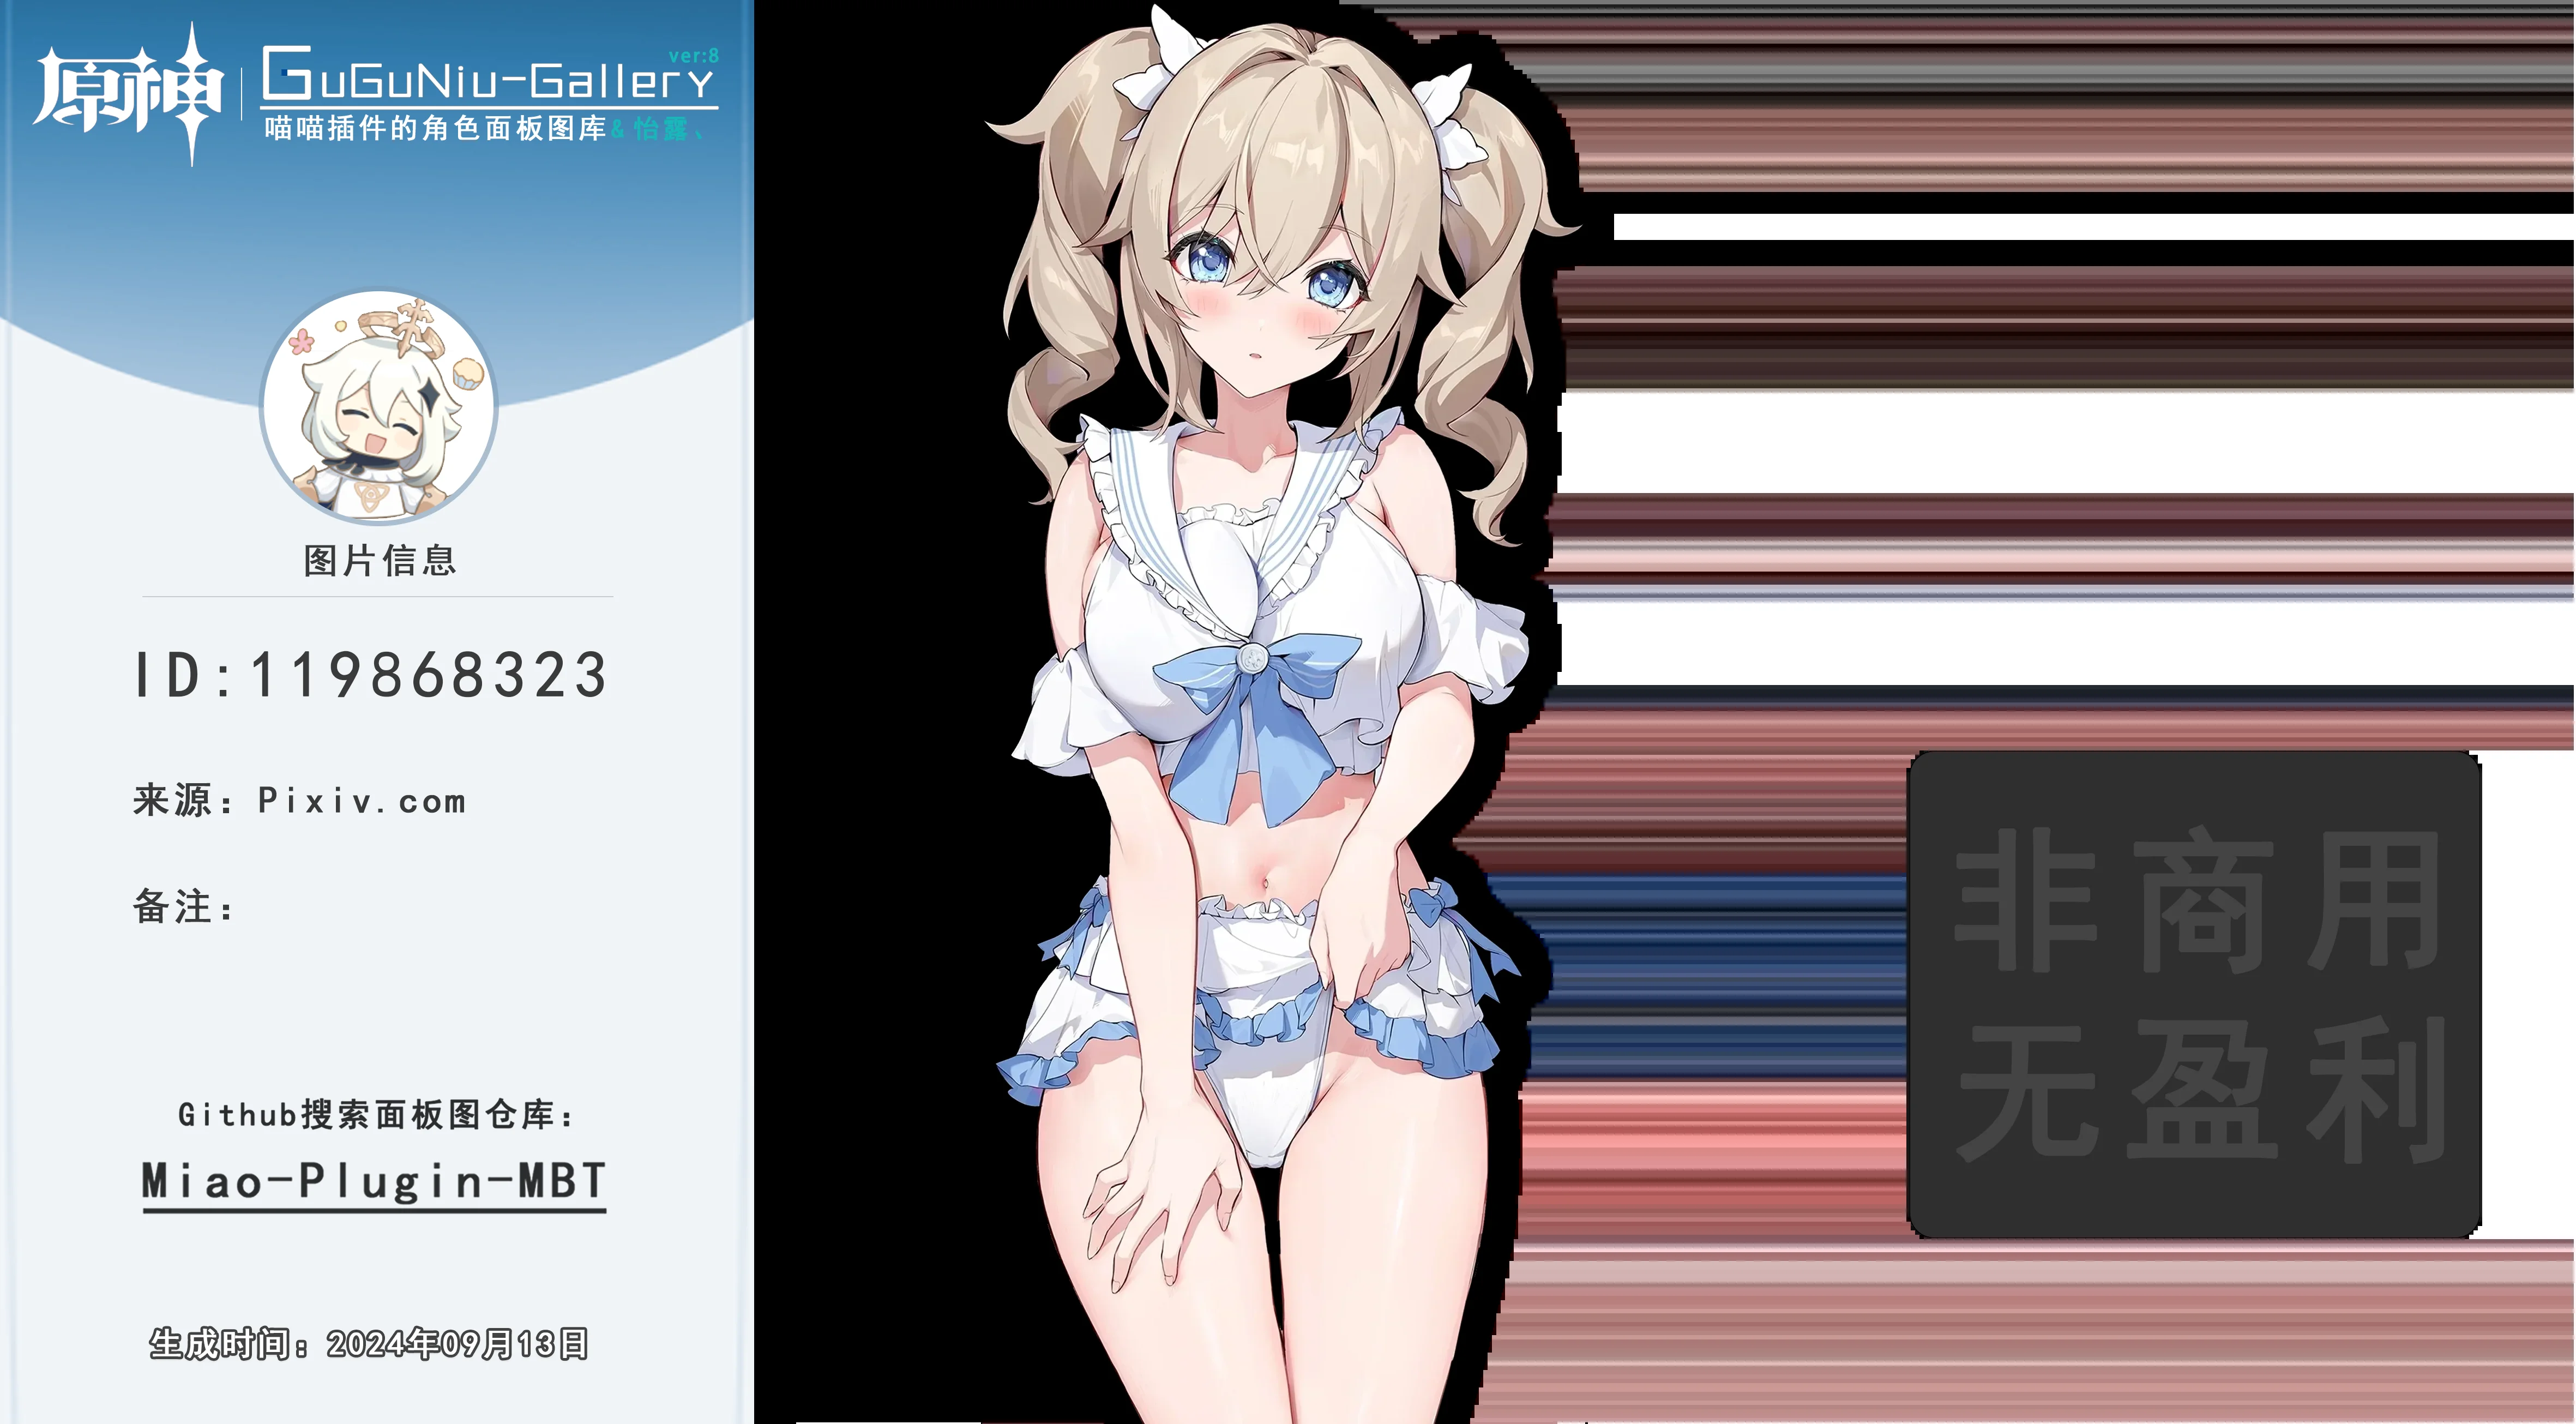 原神
GuGuNiu-Gallery
ver:8
喵喵插件的角色面板图库& 怡露、
图片信息
ID:119868323
来源：Pixiv.com
备注：
Github搜索面板图仓库：
Miao-Plugin-MBT
生成时间：2024年09月13日
非商用
无盈利